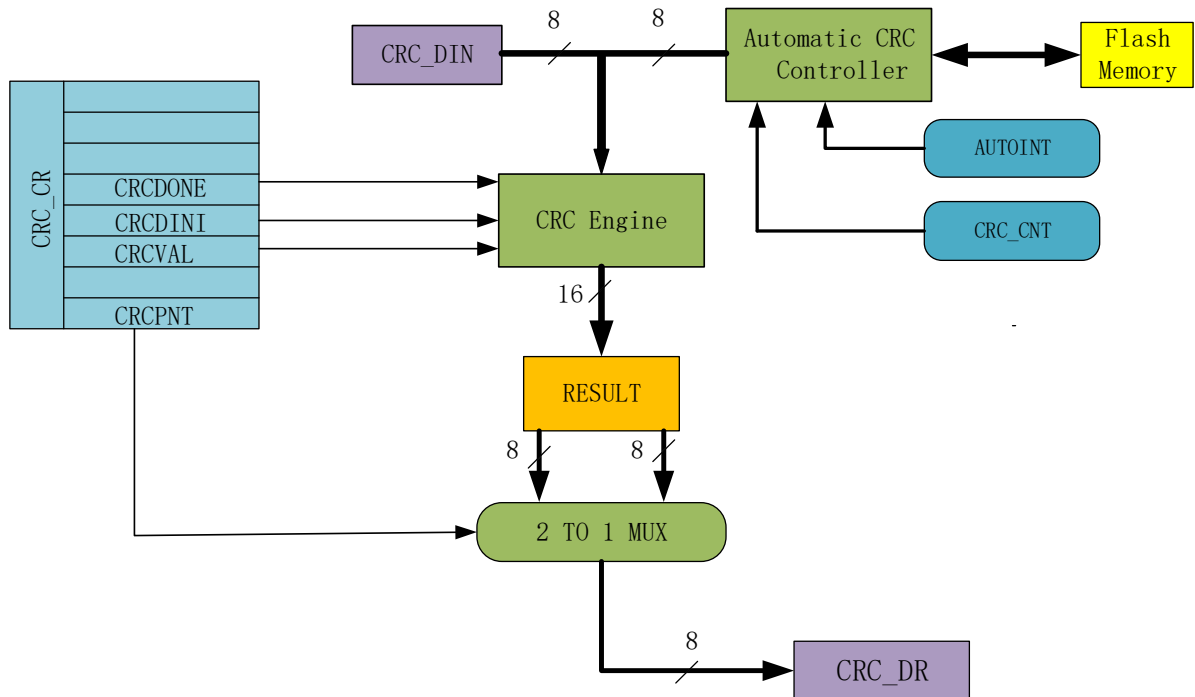 8
8
CRC_DIN
Automatic CRC
Controller
Flash
Memory
CRC_CR
CRCDONE
CRCDINI
CRCVAL
CRCPNT
CRC Engine
AUTOINT
CRC_CNT
16
-
RESULT
8
8
2 TO 1 MUX
8
CRC_DR